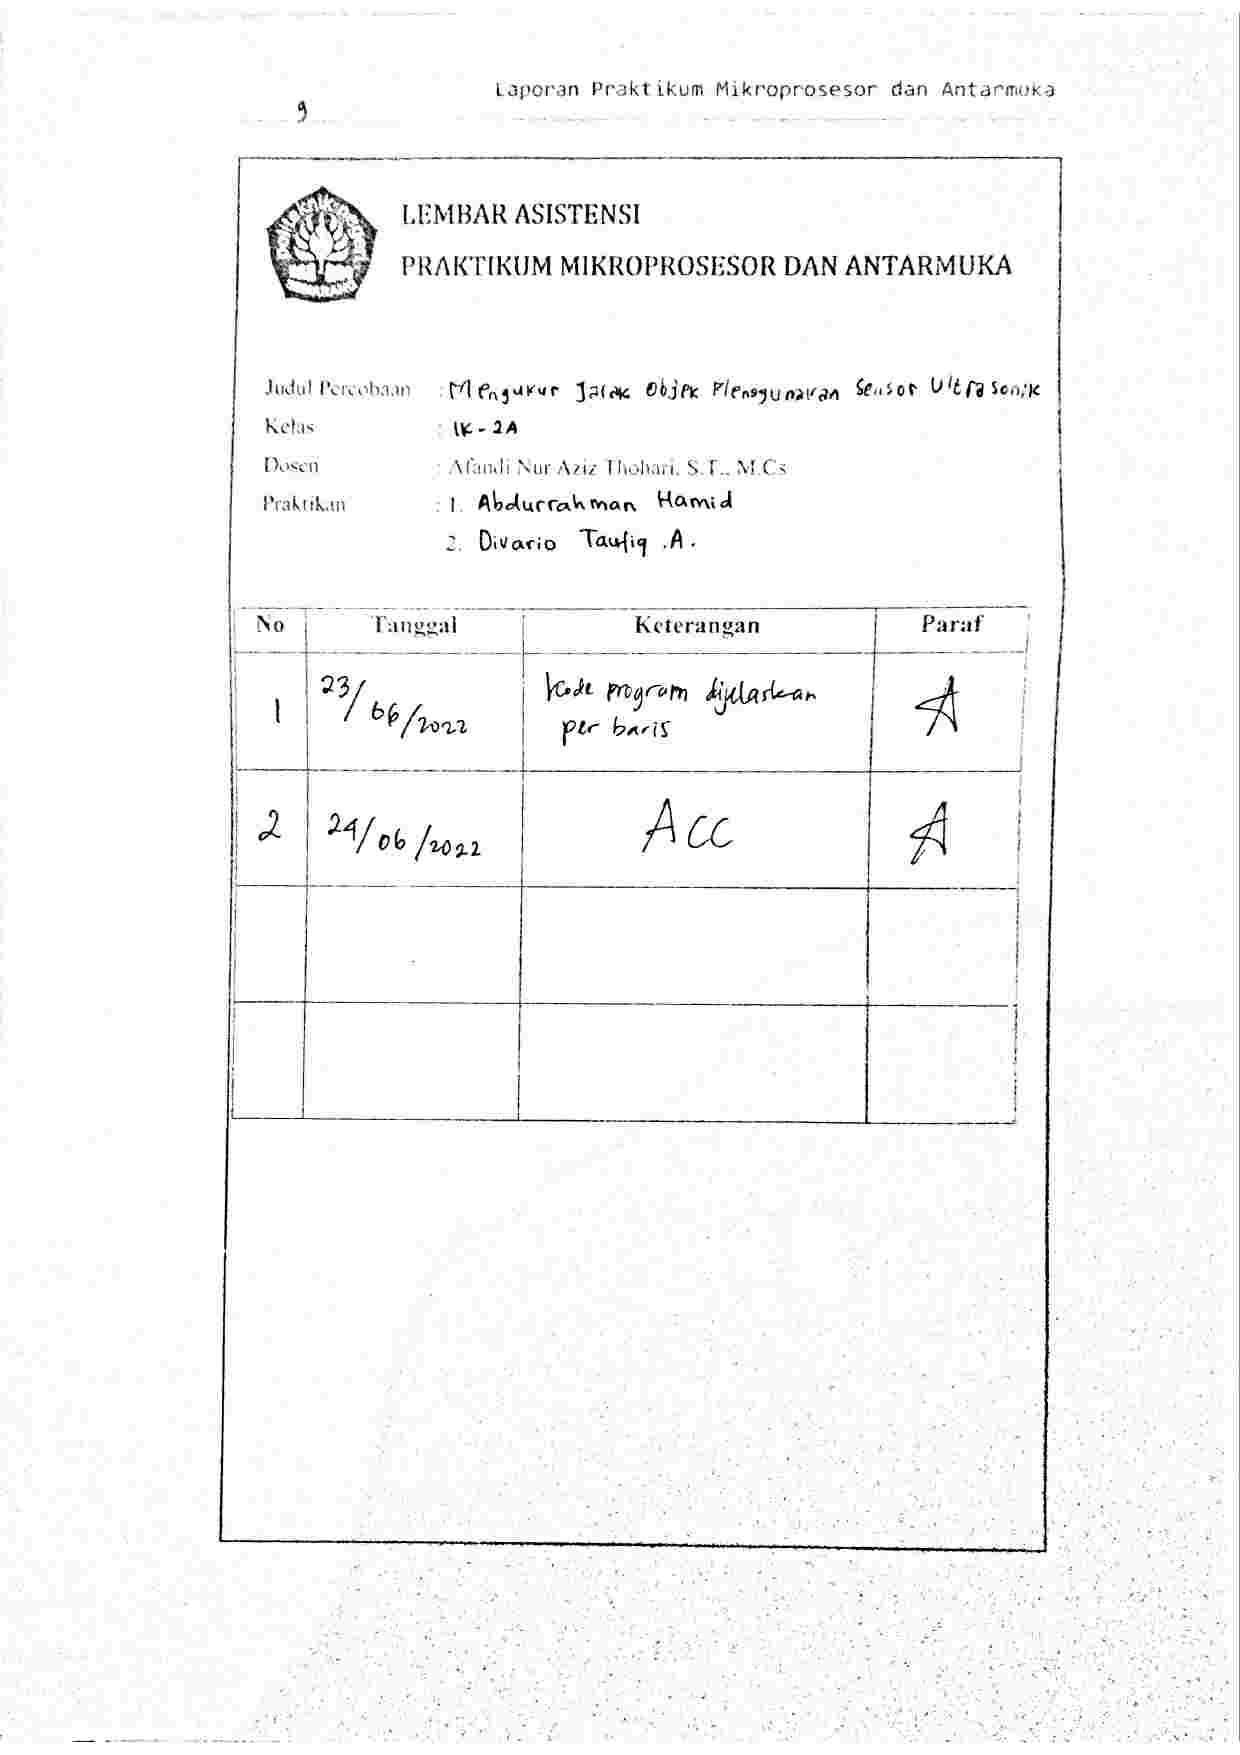 Laporan Praktikum Mikroprosesor dan Antarmuka
9
LEMBAR ASISTENSI
PRAKTIKUM MIKROPROSESOR DAN ANTARMUKA
Judul Percobaan : Mengukur Jarak Objek Menggunakan Sensor Ultrasonik
Kelas : IK-2A
Dosen : Afandi Nur Aziz Thohari, S.T., M.Cs
Praktikan : 1. Abdurrahman Hamid
2. Divario Taufiq .A.
No Tanggal Keterangan Paraf
1 23/06/2022 Kode program dijelaskan
per baris
2 24/06/2022 ACC